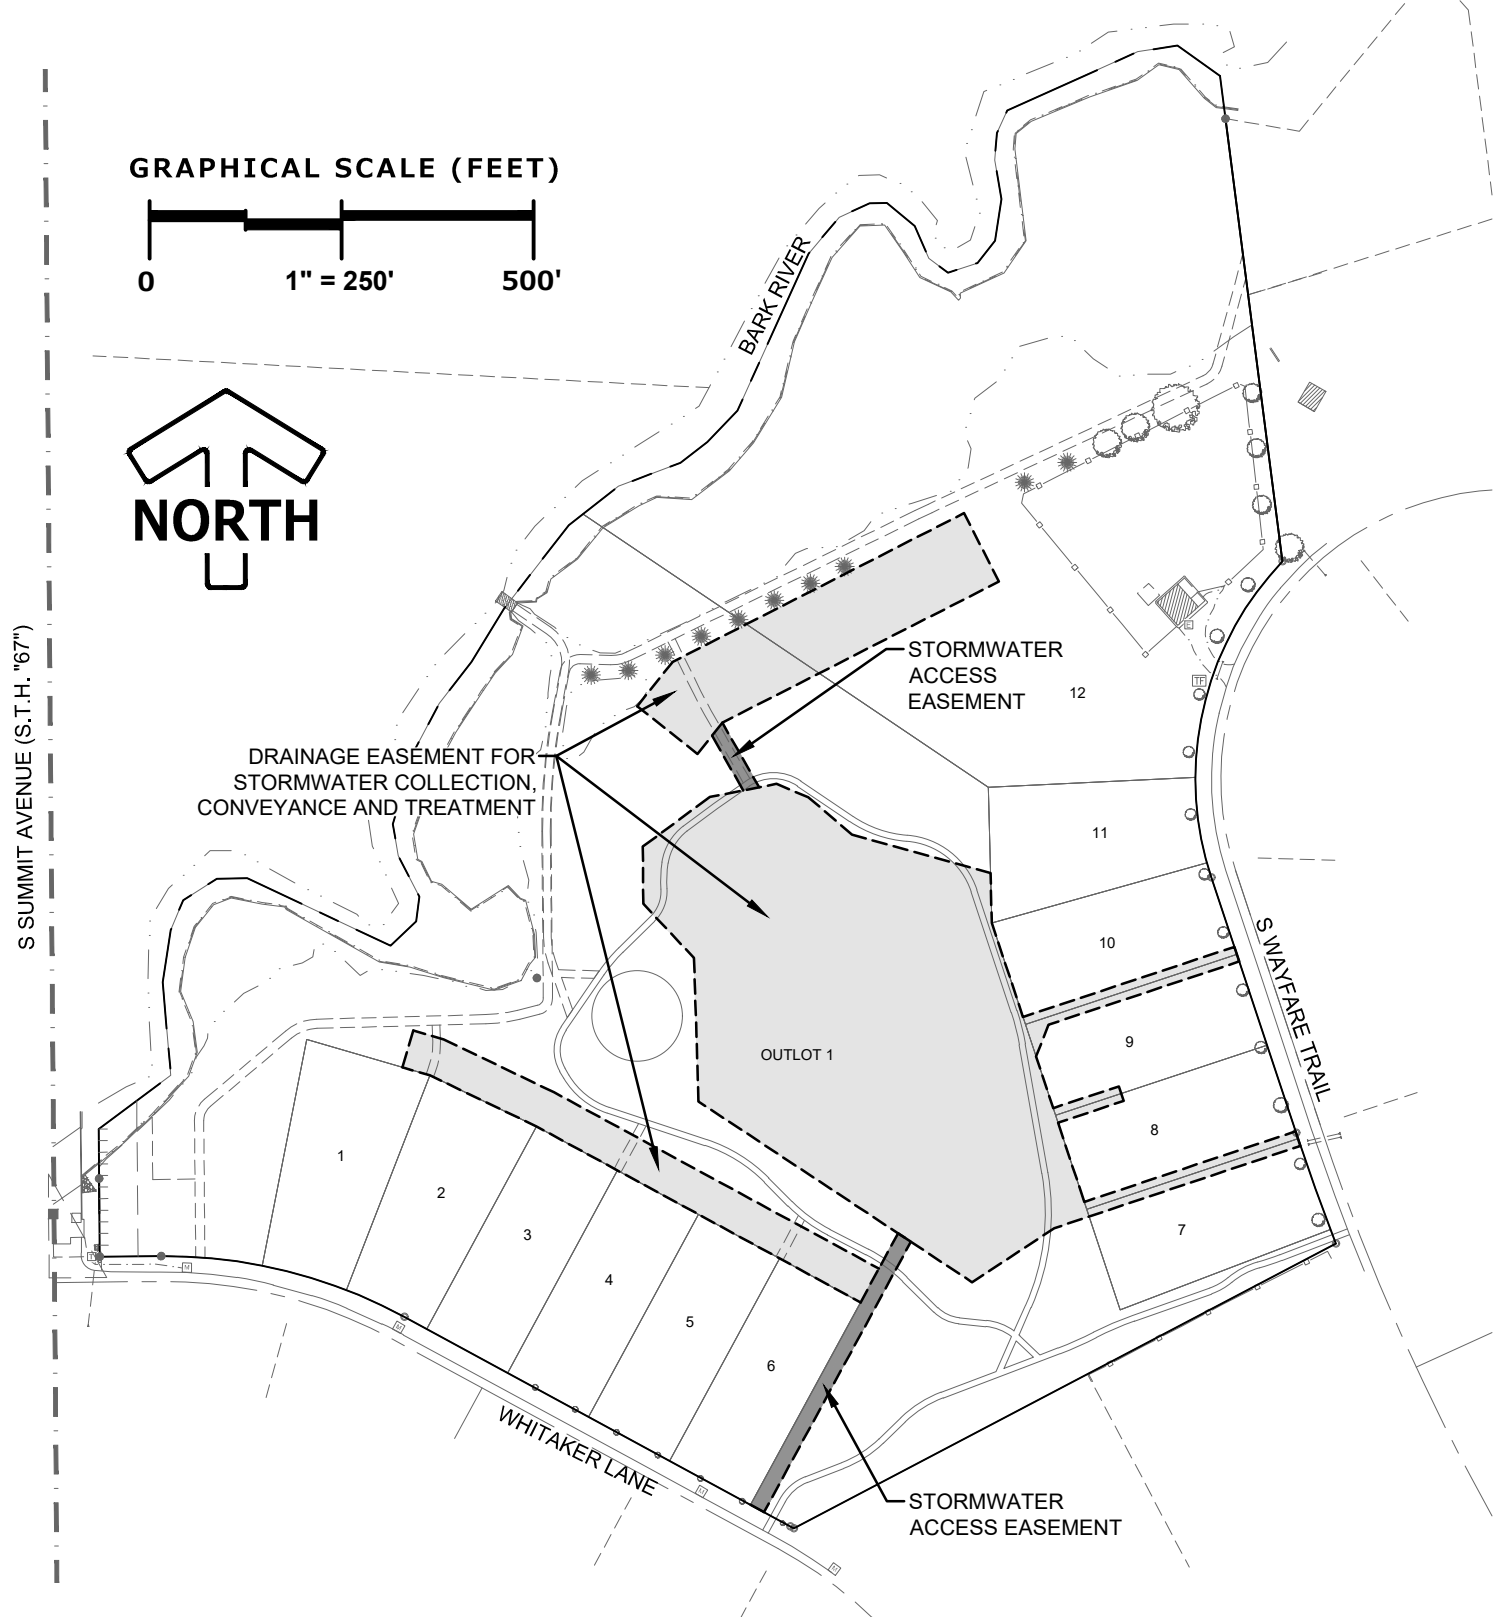 GRAPHICAL SCALE (FEET)
0
1" = 250'
500'
BARK RIVER
NORTH
S SUMMIT AVENUE (S.T.H. "67")
STORMWATER
ACCESS
EASEMENT
12
DRAINAGE EASEMENT FOR
STORMWATER COLLECTION,
CONVEYANCE AND TREATMENT
11
10
S WAYFARE TRAIL
9
OUTLOT 1
8
7
1
2
3
4
5
6
WHITAKER LANE
STORMWATER
ACCESS EASEMENT
TF
E
M
M
M
M